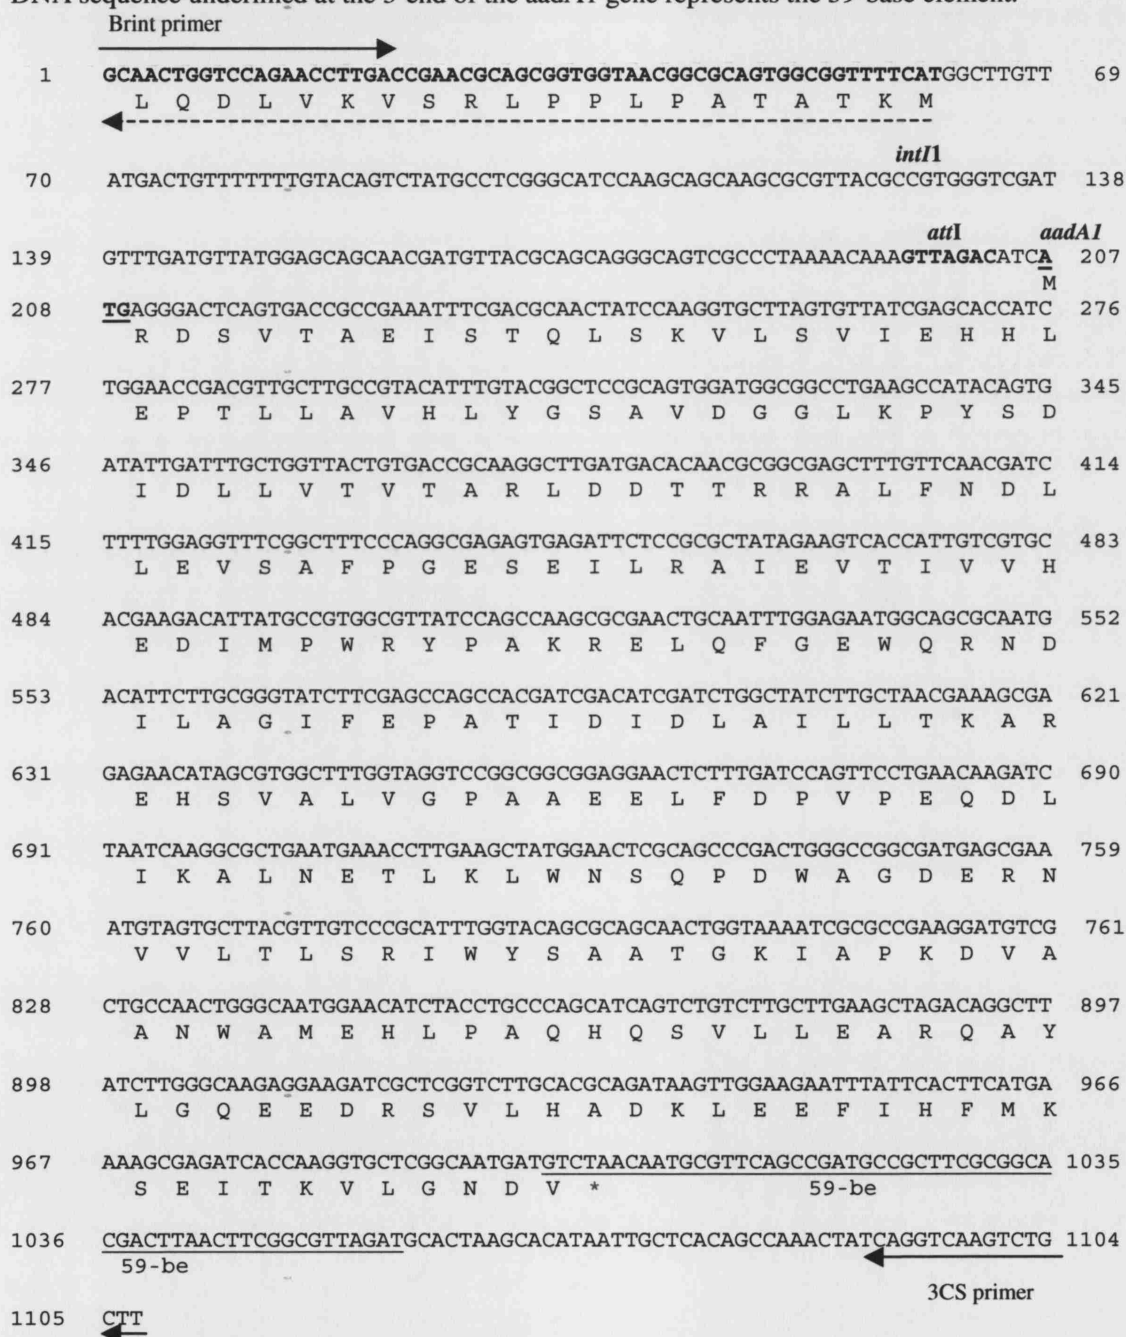 DNA sequence underlined at the 3' end of the aadA1 gene represents the 59-base element.
Brint primer
1 GCAACTGGTCCAGAACCTTGACCGAACGCAGCGGTGGTAACGGCGCAGTGGCGGTTTTCATGGCTTGTT 69
L Q D L V K V S R L P P L P A T A T K M
intI1
70 ATGACTGTTTTTTTGTACAGTCTATGCCTCGGGCATCCAAGCAGCAAGCGCGTTACGCCGTGGGTCGAT 138
attI aadA1
139 GTTTGATGTTATGGAGCAGCAACGATGTTACGCAGCAGGGCAGTCGCCCTAAAACAAAGTTAGACATCA 207
M
208 TGAGGGACTCAGTGACCGCCGAAATTTCGACGCAACTATCCAAGGTGCTTAGTGTTATCGAGCACCATC 276
R D S V T A E I S T Q L S K V L S V I E H H L
277 TGGAACCGACGTTGCTTGCCGTACATTTGTACGGCTCCGCAGTGGATGGCGGCCTGAAGCCATACAGTG 345
E P T L L A V H L Y G S A V D G G L K P Y S D
346 ATATTGATTTGCTGGTTACTGTGACCGCAAGGCTTGATGACACAACGCGGCGAGCTTTGTTCAACGATC 414
I D L L V T V T A R L D D T T R R A L F N D L
415 TTTTGGAGGTTTCGGCTTTCCCAGGCGAGAGTGAGATTCTCCGCGCTATAGAAGTCACCATTGTCGTGC 483
L E V S A F P G E S E I L R A I E V T I V V H
484 ACGAAGACATTATGCCGTGGCGTTATCCAGCCAAGCGCGAACTGCAATTTGGAGAATGGCAGCGCAATG 552
E D I M P W R Y P A K R E L Q F G E W Q R N D
553 ACATTCTTGCGGGTATCTTCGAGCCAGCCACGATCGACATCGATCTGGCTATCTTGCTAACGAAAGCGA 621
I L A G I F E P A T I D I D L A I L L T K A R
631 GAGAACATAGCGTGGCTTTGGTAGGTCCGGCGGCGGAGGAACTCTTTGATCCAGTTCCTGAACAAGATC 690
E H S V A L V G P A A E E L F D P V P E Q D L
691 TAATCAAGGCGCTGAATGAAACCTTGAAGCTATGGAACTCGCAGCCCGACTGGGCCGGCGATGAGCGAA 759
I K A L N E T L K L W N S Q P D W A G D E R N
760 ATGTAGTGCTTACGTTGTCCCGCATTTGGTACAGCGCAGCAACTGGTAAAATCGCGCCGAAGGATGTCG 761
V V L T L S R I W Y S A A T G K I A P K D V A
828 CTGCCAACTGGGCAATGGAACATCTACCTGCCCAGCATCAGTCTGTCTTGCTTGAAGCTAGACAGGCTT 897
A N W A M E H L P A Q H Q S V L L E A R Q A Y
898 ATCTTGGGCAAGAGGAAGATCGCTCGGTCTTGCACGCAGATAAGTTGGAAGAATTTATTCACTTCATGA 966
L G Q E E D R S V L H A D K L E E F I H F M K
967 AAAGCGAGATCACCAAGGTGCTCGGCAATGATGTCTAACAATGCGTTCAGCCGATGCCGCTTCGCGGCA 1035
S E I T K V L G N D V * 59-be
1036 CGACTTAACTTCGGCGTTAGATGCACTAAGCACATAATTGCTCACAGCCAAACTATCAGGTCAAGTCTG 1104
59-be
3CS primer
1105 CTT